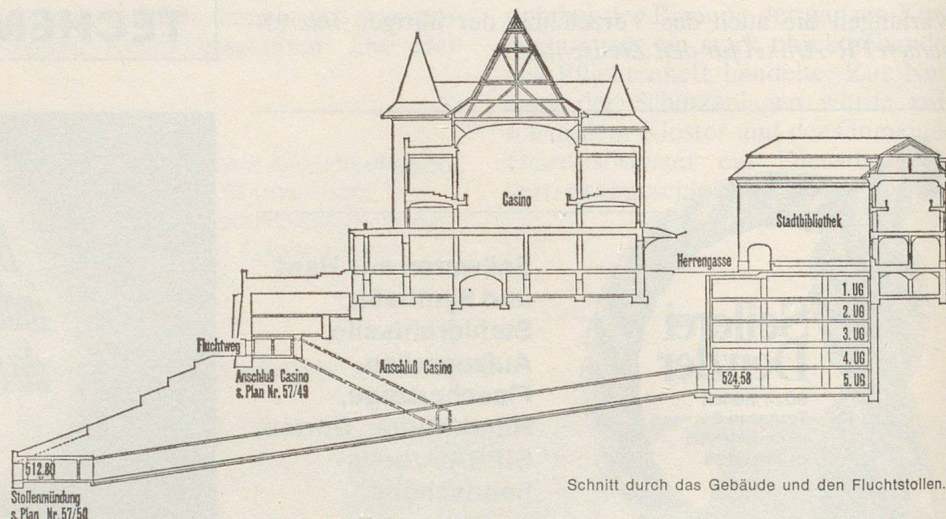 Casino
Stadtbibliothek
Herrengasse
1. UG
2. UG
3. UG
4. UG
5. UG
524.58
Fluchtweg
Anschluß Casino
s. Plan Nr. 57/49
Anschluß Casino
512.80
Stollenmündung
s. Plan Nr. 57/50
Schnitt durch das Gebäude und den Fluchtstollen.